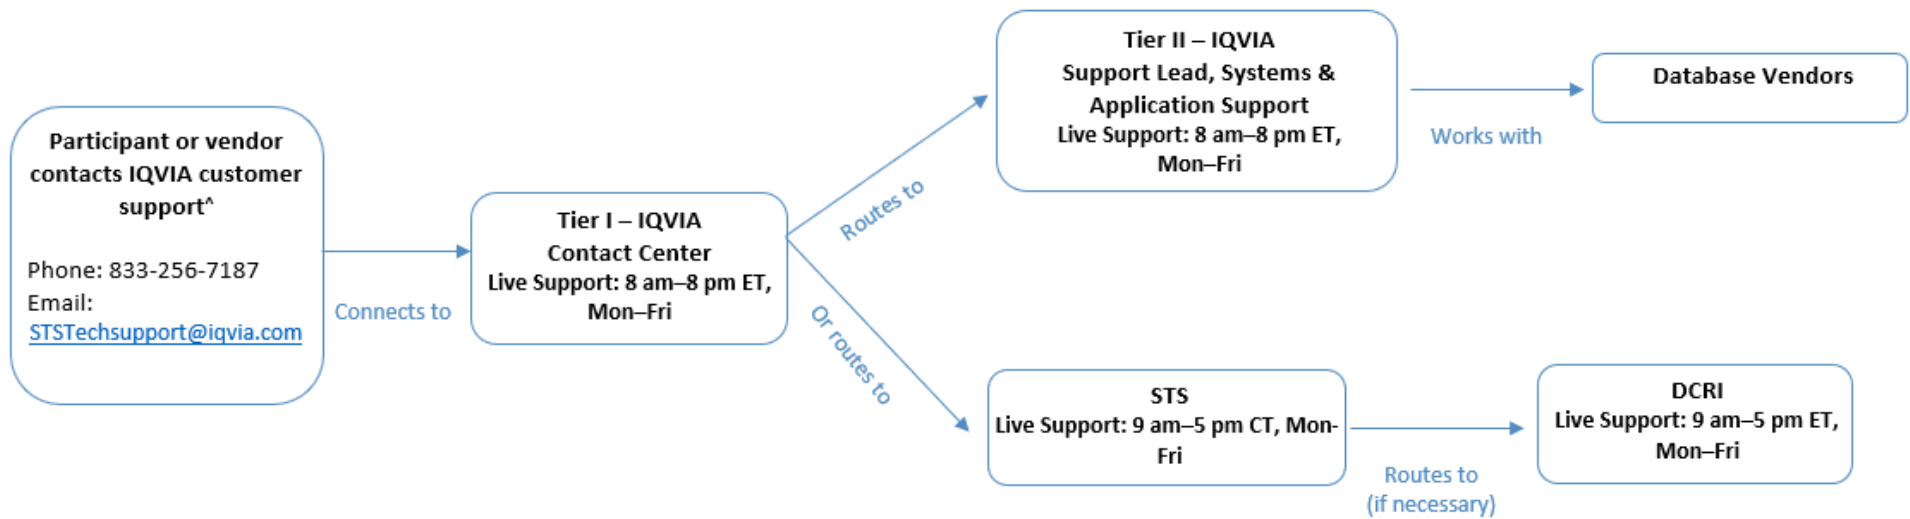 Participant or vendor
contacts IQVIA customer
support^
Phone: 833-256-7187
Email:
STSTechsupport@iqvia.com
Connects to
Tier I – IQVIA
Contact Center
Live Support: 8 am–8 pm ET,
Mon–Fri
Routes to
Tier II – IQVIA
Support Lead, Systems &
Application Support
Live Support: 8 am–8 pm ET,
Mon–Fri
Works with
Database Vendors
Or routes to
STS
Live Support: 9 am–5 pm CT, Mon-
Fri
Routes to
(if necessary)
DCRI
Live Support: 9 am–5 pm ET,
Mon–Fri